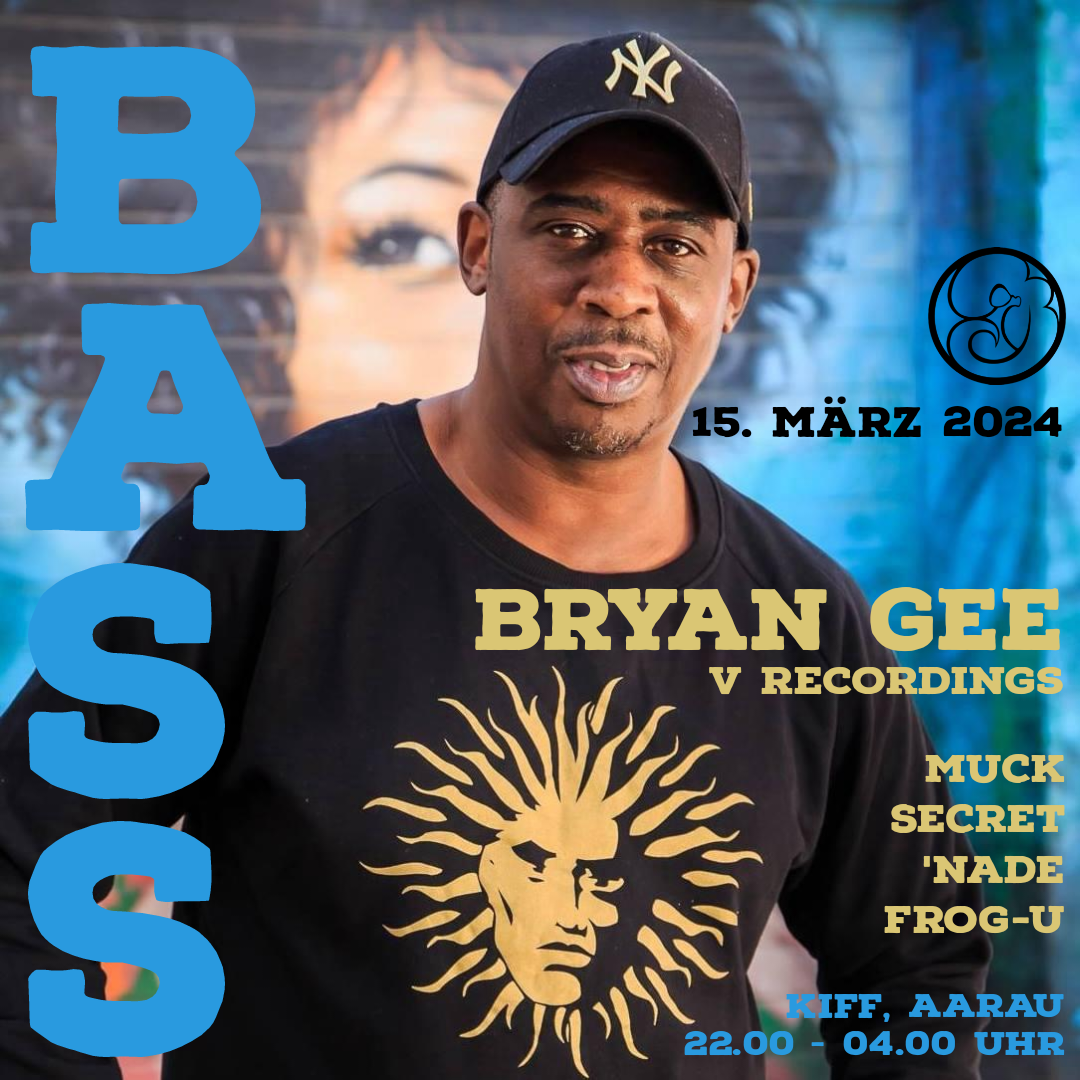 BASS
NY
15. MÄRZ 2024
BRYAN GEE
V RECORDINGS
MUCK
SECRET
'NADE
FROG-U
KIFF, AARAU
22.00 - 04.00 UHR